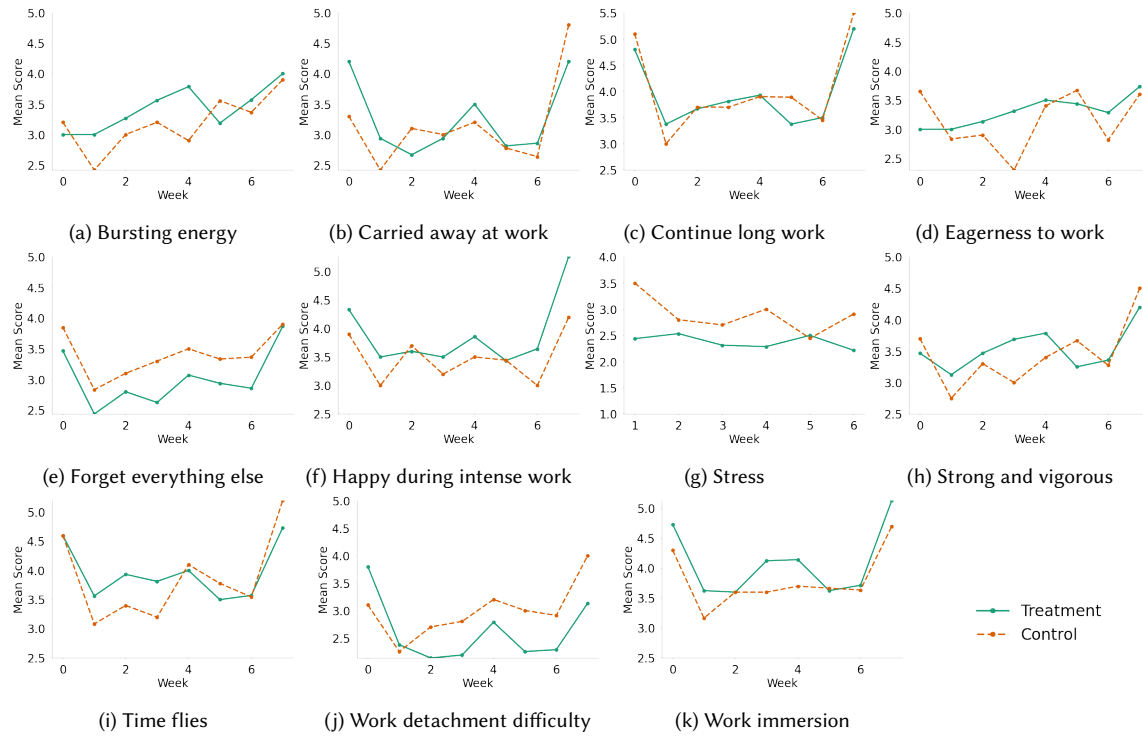 5.0 4.5 4.0 3.5 3.0 2.5
Mean Score
0 2 4 6
Week
(a) Bursting energy
5.0 4.5 4.0 3.5 3.0 2.5
Mean Score
0 2 4 6
Week
(b) Carried away at work
5.5 5.0 4.5 4.0 3.5 3.0 2.5
Mean Score
0 2 4 6
Week
(c) Continue long work
5.0 4.5 4.0 3.5 3.0 2.5
Mean Score
0 2 4 6
Week
(d) Eagerness to work
5.0 4.5 4.0 3.5 3.0 2.5
Mean Score
0 2 4 6
Week
(e) Forget everything else
5.0 4.5 4.0 3.5 3.0 2.5
Mean Score
0 2 4 6
Week
(f) Happy during intense work
4.0 3.5 3.0 2.5 2.0 1.5 1.0
Mean Score
1 2 3 4 5 6
Week
(g) Stress
5.0 4.5 4.0 3.5 3.0 2.5
Mean Score
0 2 4 6
Week
(h) Strong and vigorous
5.0 4.5 4.0 3.5 3.0 2.5
Mean Score
0 2 4 6
Week
(i) Time flies
5.0 4.5 4.0 3.5 3.0 2.5
Mean Score
0 2 4 6
Week
(j) Work detachment difficulty
5.0 4.5 4.0 3.5 3.0 2.5
Mean Score
0 2 4 6
Week
(k) Work immersion
Treatment
Control